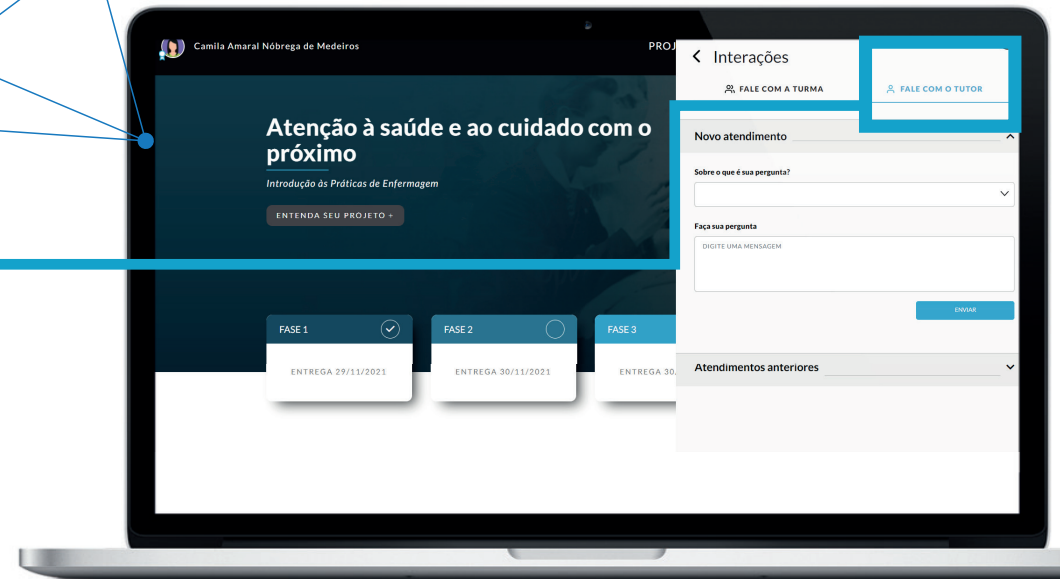 Camila Amaral Nóbrega de Medeiros
PROJ
Atenção à saúde e ao cuidado com o
próximo
Introdução às Práticas de Enfermagem
ENTENDA SEU PROJETO +
FASE 1
ENTREGA 29/11/2021
FASE 2
ENTREGA 30/11/2021
FASE 3
ENTREGA 30.
Interações
FALE COM A TURMA
FALE COM O TUTOR
Novo atendimento
Sobre o que é sua pergunta?
Faça sua pergunta
DIGITE UMA MENSAGEM
ENVIAR
Atendimentos anteriores